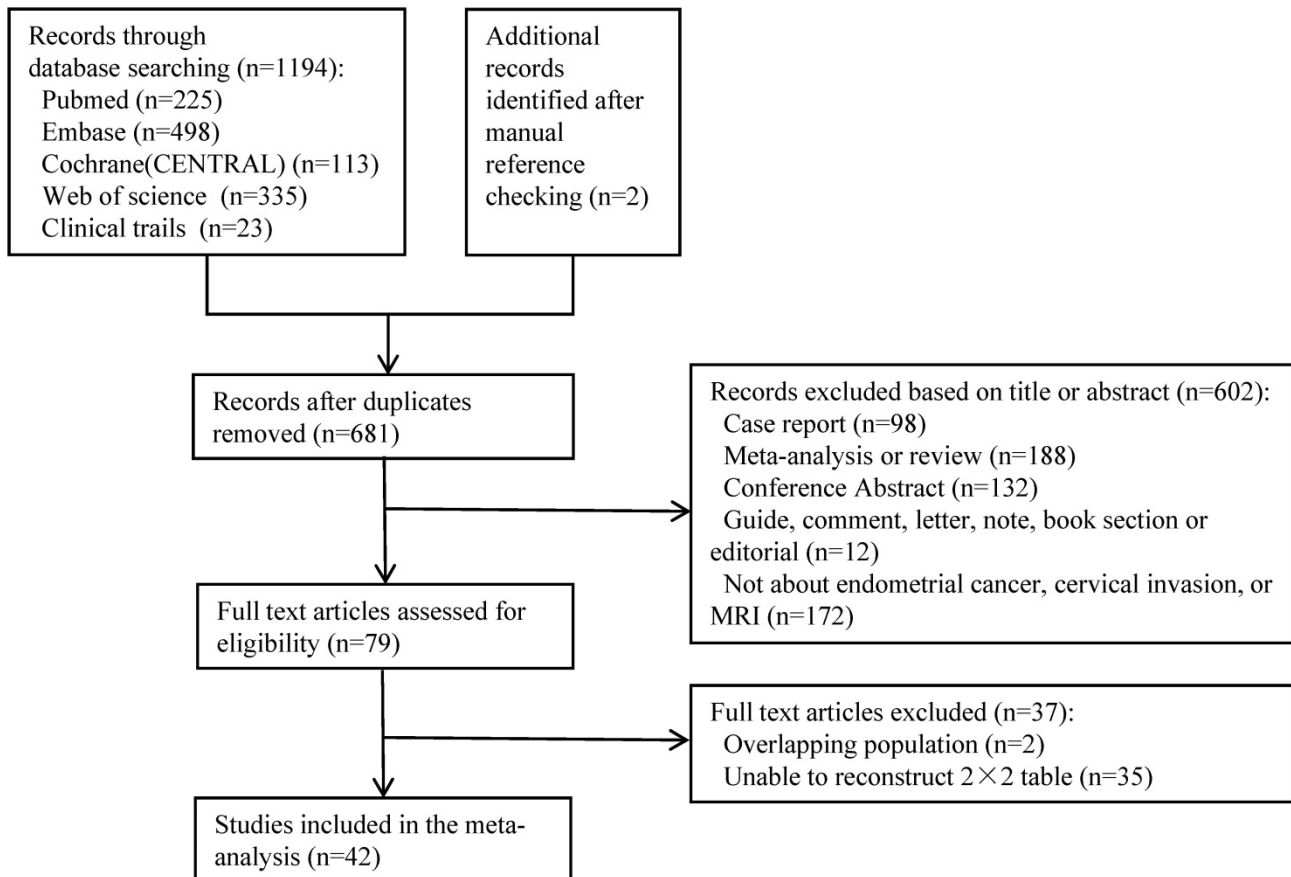 Records through
database searching (n=1194):
Pubmed (n=225)
Embase (n=498)
Cochrane(CENTRAL) (n=113)
Web of science (n=335)
Clinical trails (n=23)
Additional
records
identified after
manual
reference
checking (n=2)
Records after duplicates
removed (n=681)
Records excluded based on title or abstract (n=602):
Case report (n=98)
Meta-analysis or review (n=188)
Conference Abstract (n=132)
Guide, comment, letter, note, book section or
editorial (n=12)
Not about endometrial cancer, cervical invasion, or
MRI (n=172)
Full text articles assessed for
eligibility (n=79)
Full text articles excluded (n=37):
Overlapping population (n=2)
Unable to reconstruct 2×2 table (n=35)
Studies included in the meta-
analysis (n=42)